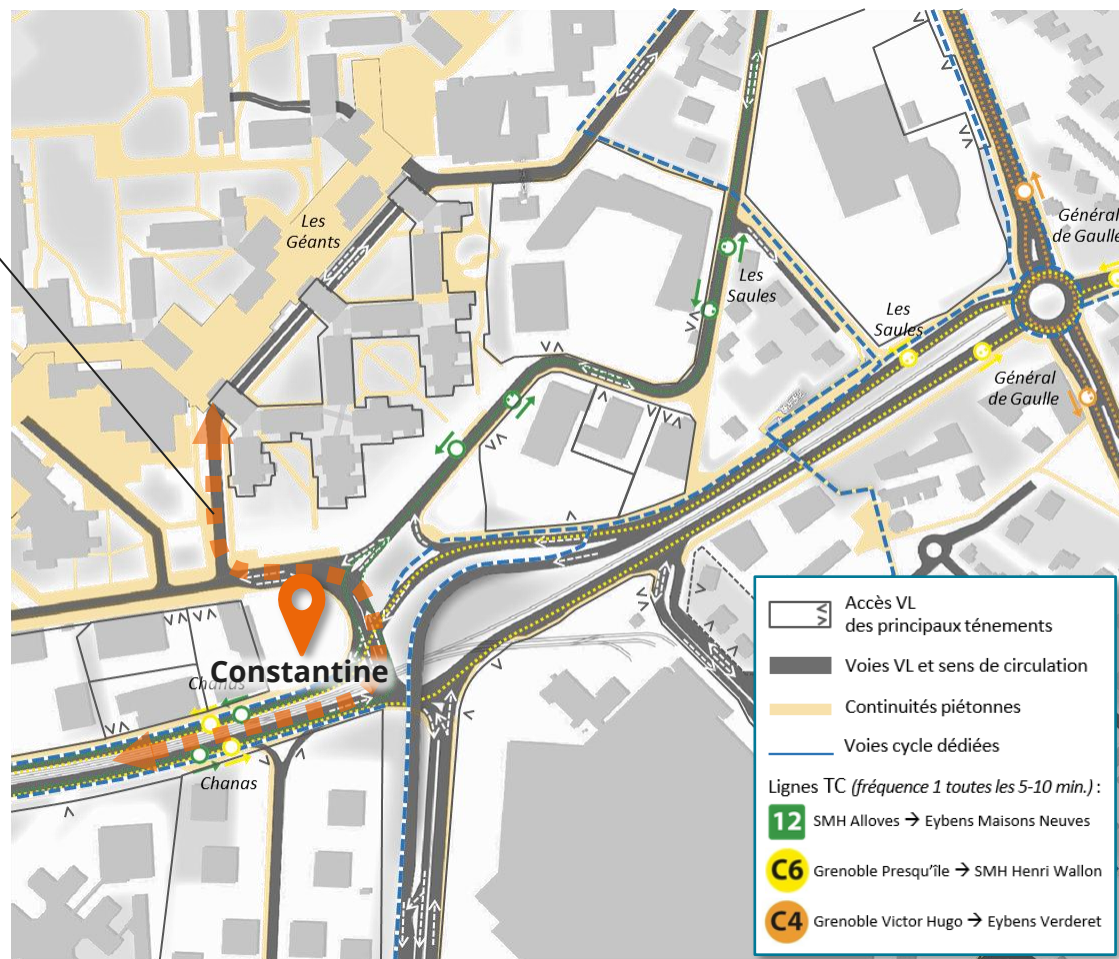 Les
Géants
Général
de Gaulle
Les
Saules
Les
Saules
Général
de Gaulle
Constantine
Chanas
Chanas
Accès VL
des principaux ténements
Voies VL et sens de circulation
Continuités piétonnes
Voies cycle dédiées
Lignes TC (fréquence 1 toutes les 5-10 min.) :
12 SMH Alloves → Eybens Maisons Neuves
C6 Grenoble Presqu'île → SMH Henri Wallon
C4 Grenoble Victor Hugo → Eybens Verderet